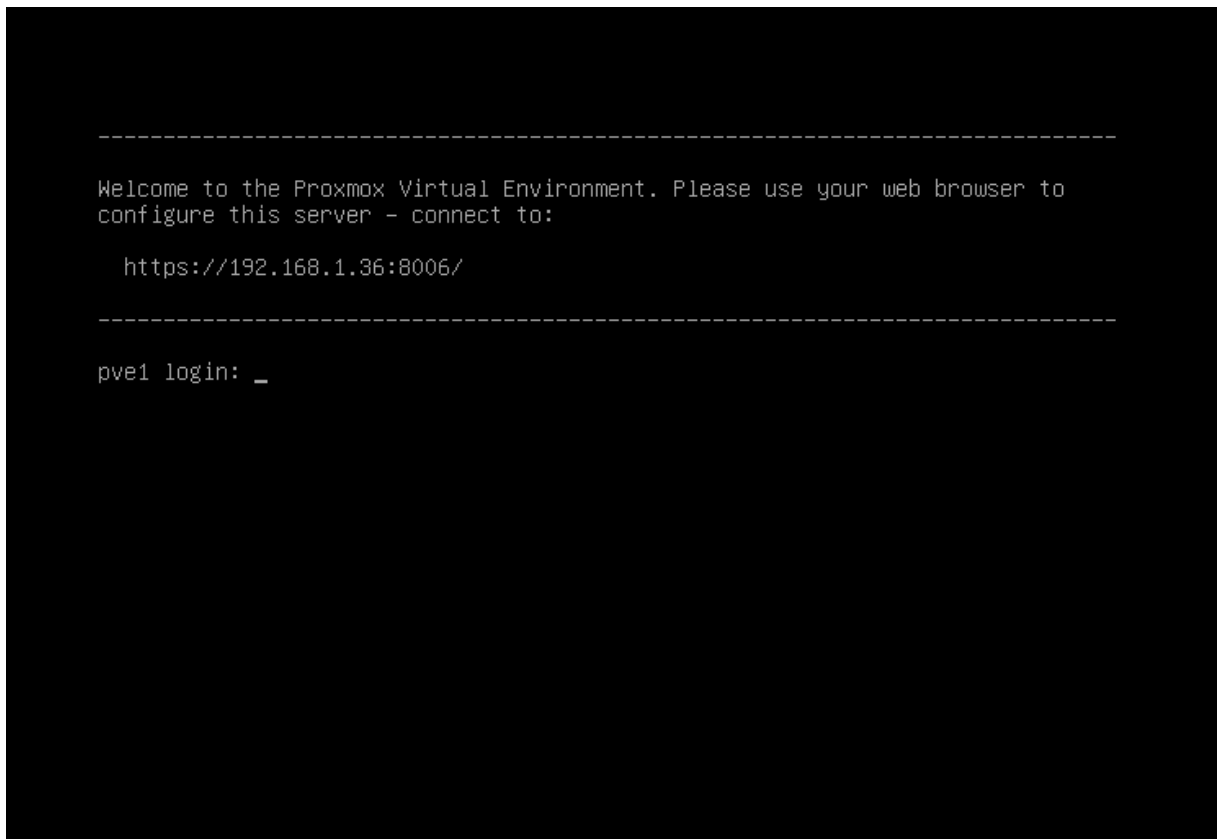 --------------------------------------------------------------------------------
Welcome to the Proxmox Virtual Environment. Please use your web browser to
configure this server - connect to:
https://192.168.1.36:8006/
--------------------------------------------------------------------------------
pve1 login: _